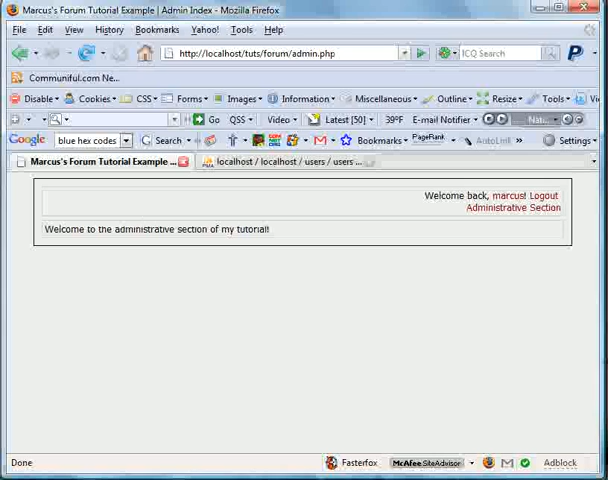 Marcus's Forum Tutorial Example | Admin Index - Mozilla Firefox
File Edit View History Bookmarks Yahoo! Tools Help
http://localhost/tuts/forum/admin.php ICQ Search
Communiful.com Ne...
Disable Cookies CSS Forms Images Information Miscellaneous Outline Resize Tools
Go QSS Video Latest [50] 39°F E-mail Notifier
Google blue hex codes Search Bookmarks PageRank AutoLink Settings
Marcus's Forum Tutorial Example ... localhost / localhost / users / users ...
Welcome back, marcus! Logout
Administrative Section
Welcome to the administrative section of my tutorial!
Done Fasterfox McAfee SiteAdvisor Adblock